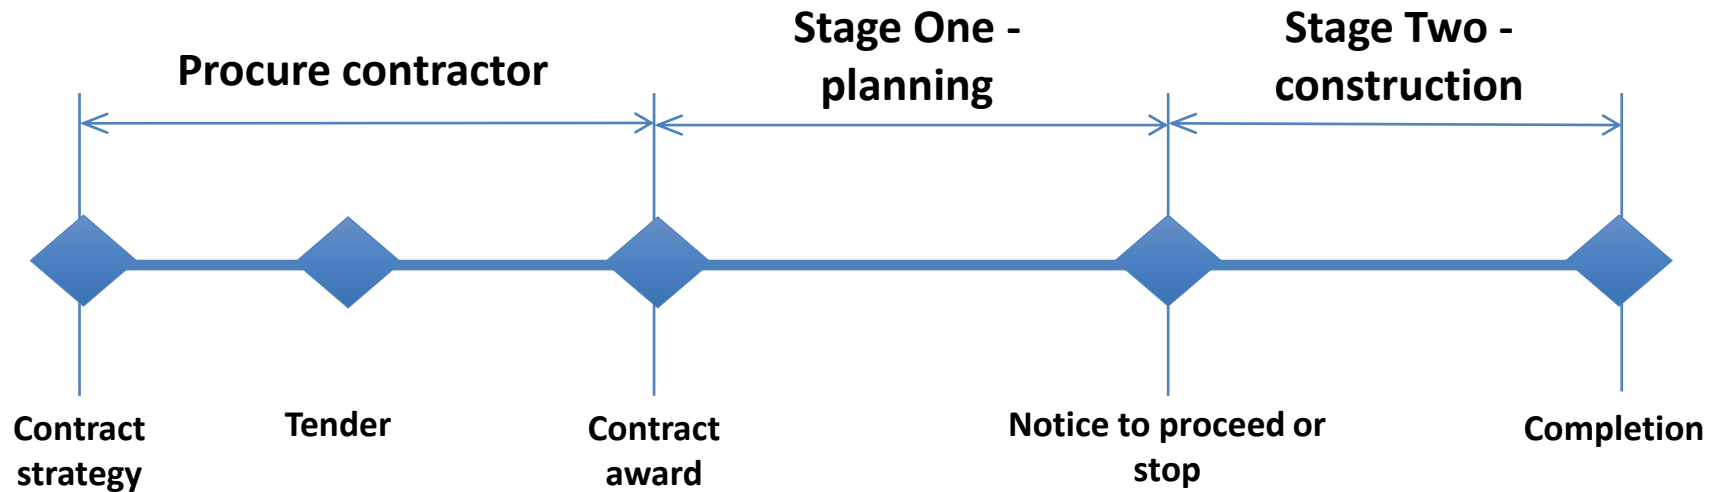 Procure contractor
Stage One -
planning
Stage Two -
construction
Contract
strategy
Tender
Contract
award
Notice to proceed or
stop
Completion